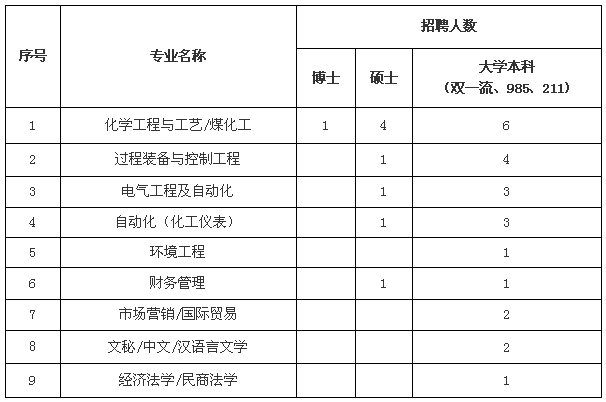 序号 专业名称 招聘人数
博士 硕士 大学本科
（双一流、985、211）
1 化学工程与工艺/煤化工 1 4 6
2 过程装备与控制工程 1 4
3 电气工程及自动化 1 3
4 自动化（化工仪表） 1 3
5 环境工程 1
6 财务管理 1 1
7 市场营销/国际贸易 2
8 文秘/中文/汉语言文学 2
9 经济法学/民商法学 1